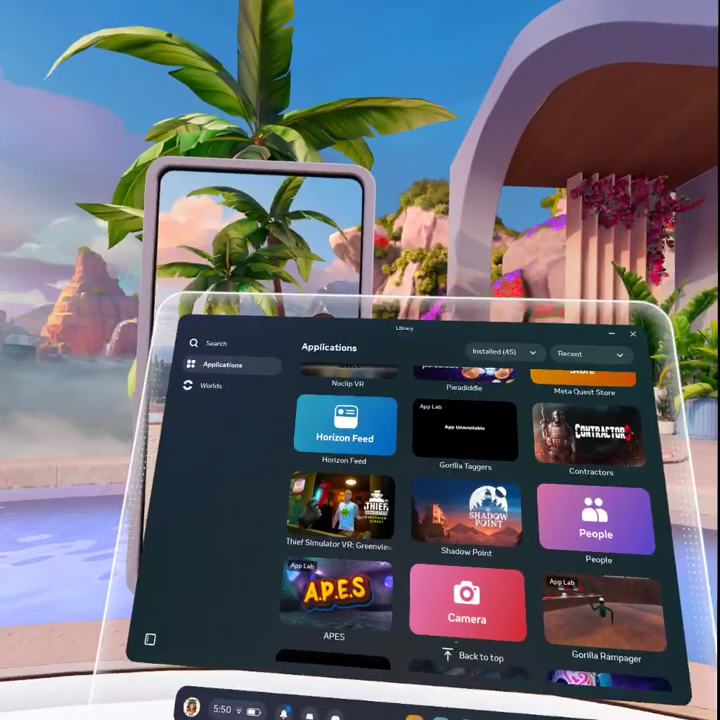 Library
Search
Applications
Worlds
Applications
Installed (45)
Recent
Noclip VR
Paradiddle
Store
Meta Quest Store
Horizon Feed
Horizon Feed
App Lab
App Unavailable
Gorilla Taggers
CONTRACTOR$
Contractors
THIEF
Thief Simulator VR: Greenview
SHADOW
POINT
Shadow Point
People
People
App Lab
A.P.E.S
APES
Camera
App Lab
Gorilla Rampager
Back to top
5:50